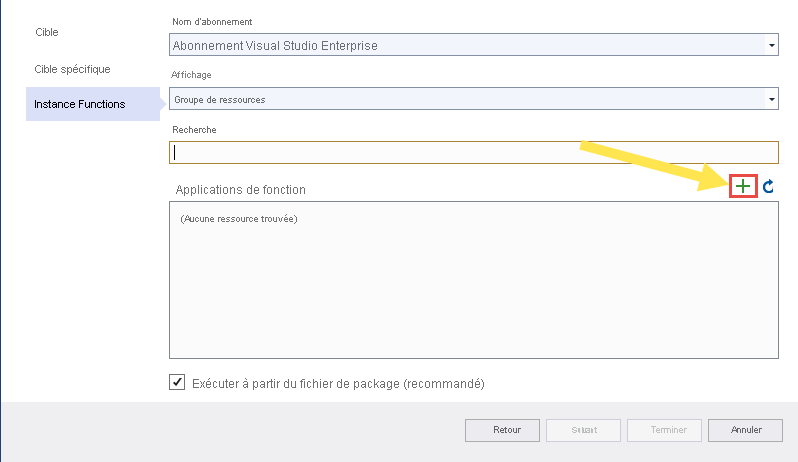 Nom d'abonnement
Cible
Abonnement Visual Studio Enterprise
Cible spécifique
Affichage
Instance Functions
Groupe de ressources
Recherche
Applications de fonction
(Aucune ressource trouvée)
Exécuter à partir du fichier de package (recommandé)
Retour
Terminer
Annuler